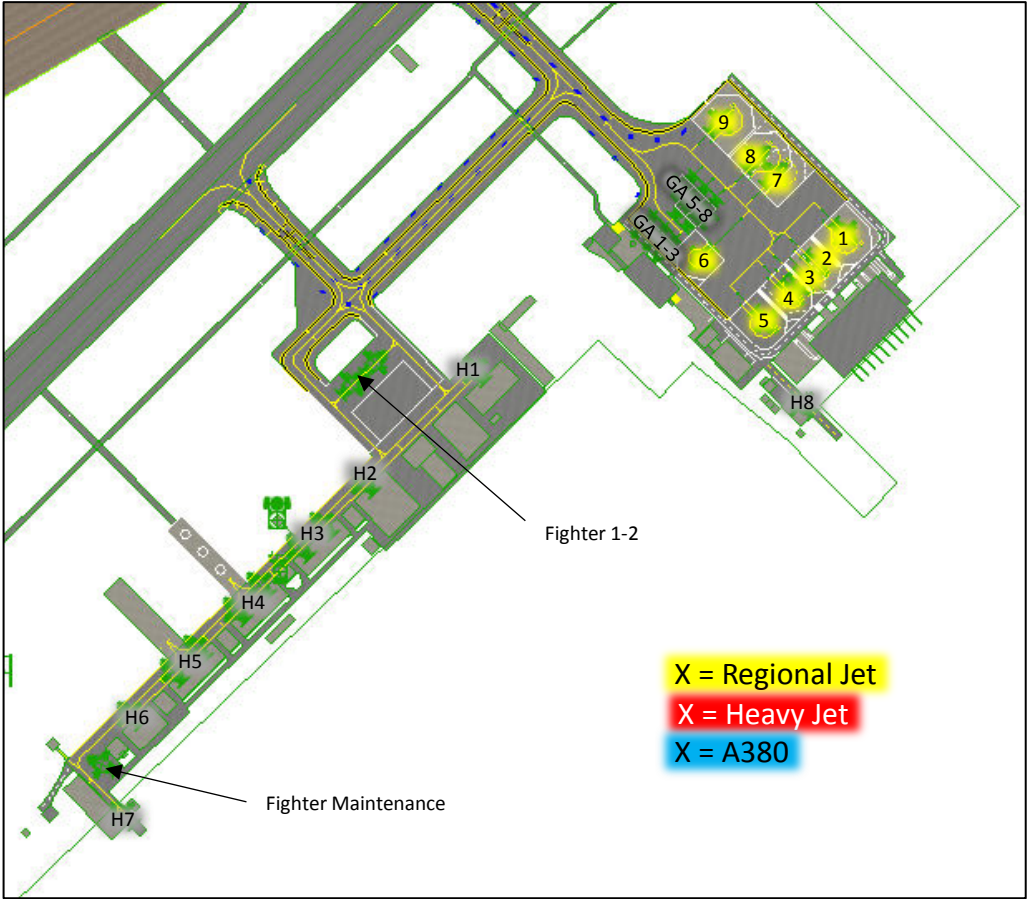 9
8
7
GA 5-8
GA 1-3
1
2
6
3
4
5
H1
H8
H2
Fighter 1-2
H3
H4
H5
X = Regional Jet
H6
X = Heavy Jet
X = A380
Fighter Maintenance
H7